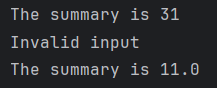 The summary is 31
Invalid input
The summary is 11.0